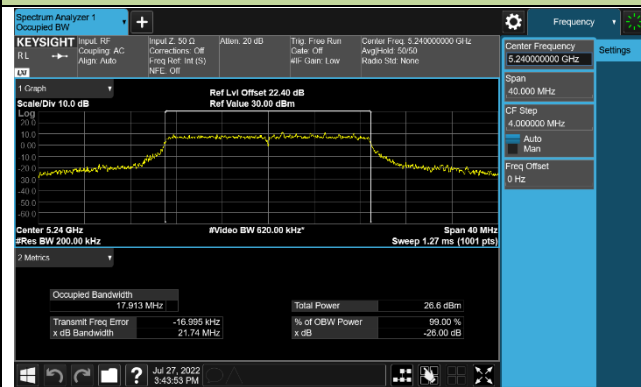 Spectrum Analyzer 1
Occupied BW
+
Frequency
KEYSIGHT
RL
Align: Auto
LXI
Input: RF
Coupling: AC
Input Z: 50 Ω
Corrections: Off
Freq Ref: Int (S)
NFE: Off
Atten: 20 dB
Trig: Free Run
Gate: Off
#IF Gain: Low
Center Freq: 5.240000000 GHz
Avg|Hold: 50/50
Radio Std: None
Center Frequency
5.240000000 GHz
Settings
Span
40.000 MHz
CF Step
4.000000 MHz
Auto
Man
Freq Offset
0 Hz
1 Graph
Scale/Div 10.0 dB
Ref Lvl Offset 22.40 dB
Ref Value 30.00 dBm
Log
20.0
10.0
0.00
-10.0
-20.0
-30.0
-40.0
-50.0
-60.0
Center 5.24 GHz
#Res BW 200.00 kHz
#Video BW 620.00 kHz*
Span 40 MHz
Sweep 1.27 ms (1001 pts)
2 Metrics
Occupied Bandwidth
17.913 MHz
Total Power 26.6 dBm
Transmit Freq Error -16.995 kHz
% of OBW Power 99.00 %
x dB Bandwidth 21.74 MHz
x dB -26.00 dB
?
Jul 27, 2022
3:43:53 PM